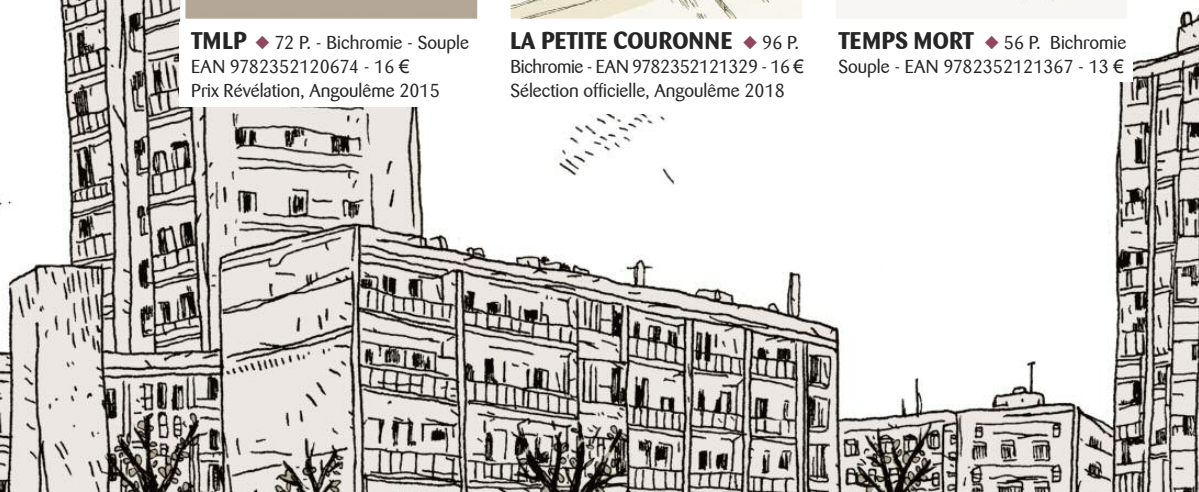 TMLP ◆ 72 P. - Bichromie - Souple
EAN 9782352120674 - 16 €
Prix Révélation, Angoulême 2015
LA PETITE COURONNE ◆ 96 P.
Bichromie - EAN 9782352121329 - 16 €
Sélection officielle, Angoulême 2018
TEMPS MORT ◆ 56 P. Bichromie
Souple - EAN 9782352121367 - 13 €